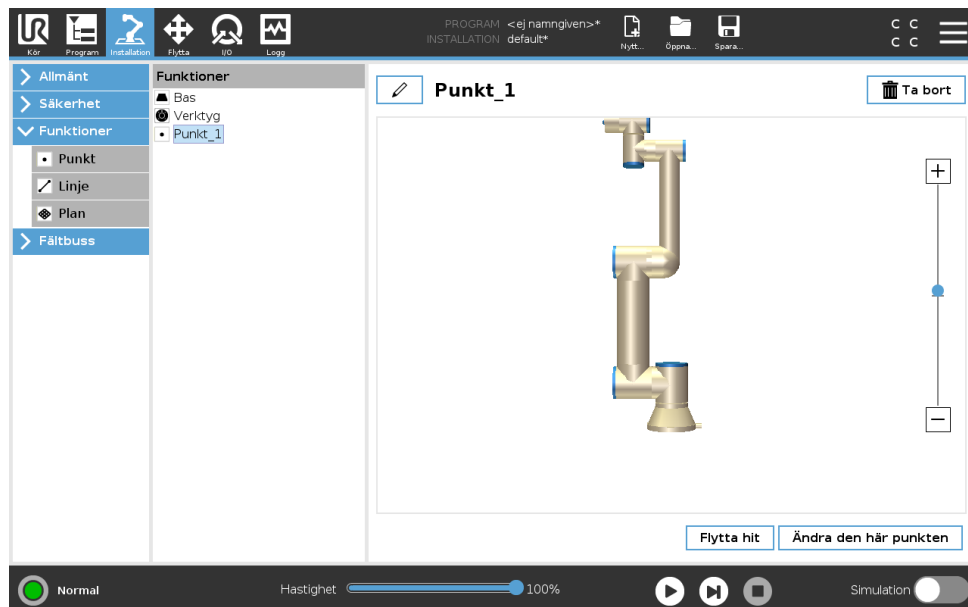 UR
Kör
Program
Installation
Flytta
I/O
Logg
PROGRAM <ej namngiven>*
INSTALLATION default*
Nytt...
Öppna...
Spara...
C C
C C
Allmänt
Säkerhet
Funktioner
Punkt
Linje
Plan
Fältbuss
Funktioner
Bas
Verktyg
Punkt_1
Punkt_1
Ta bort
Flytta hit
Ändra den här punkten
Normal
Hastighet
100%
Simulation